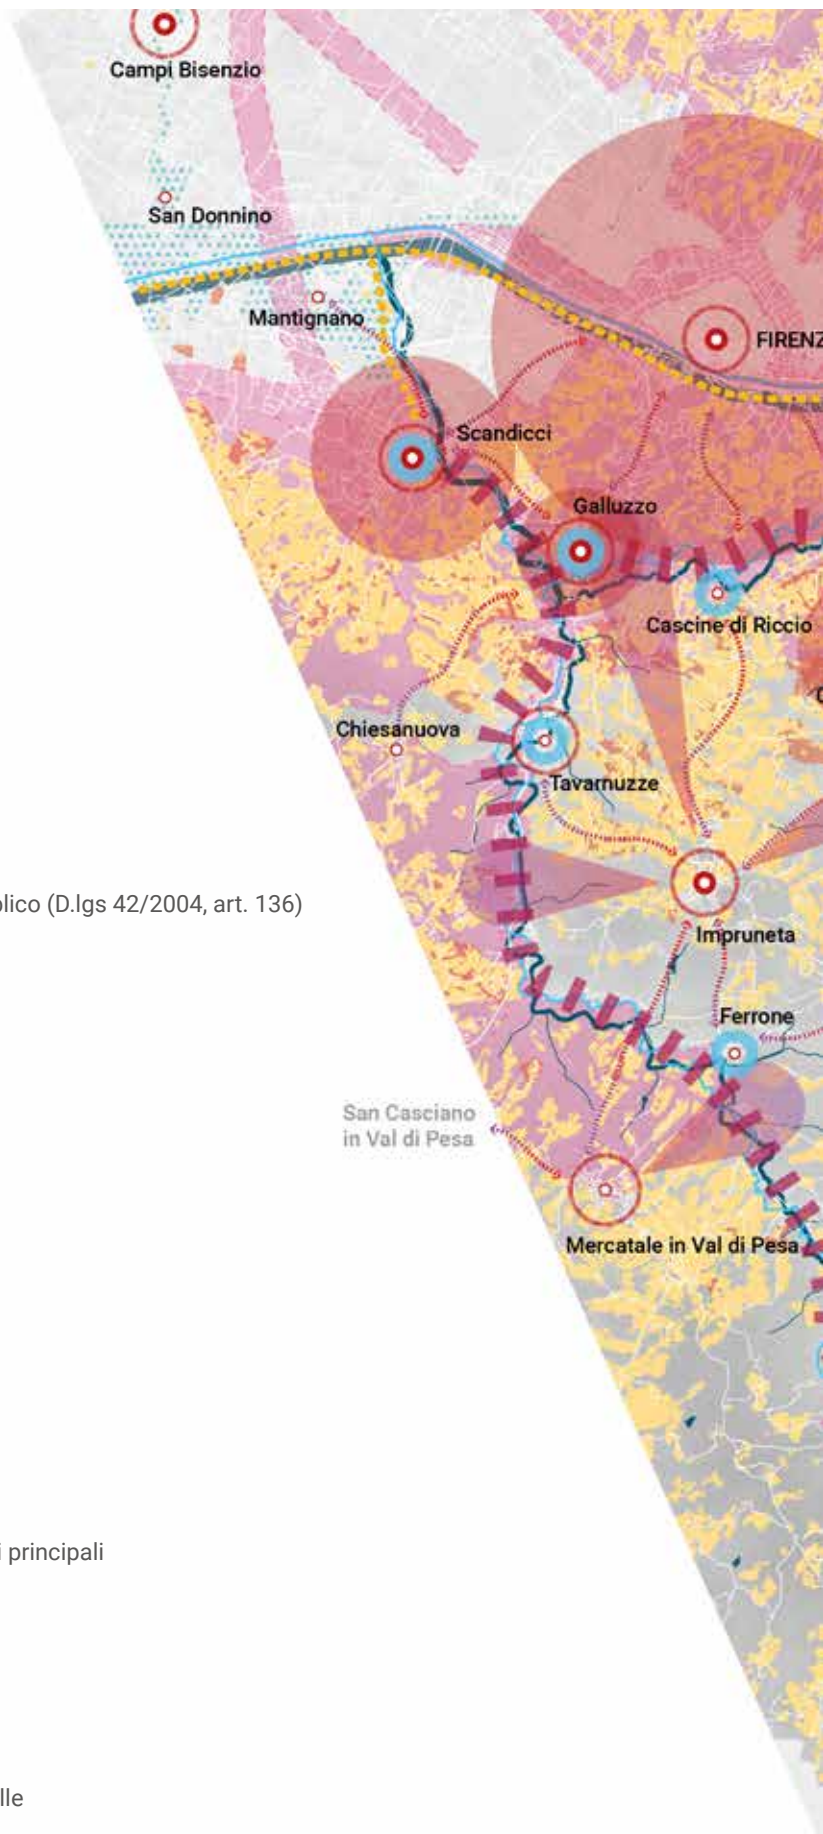 Campi Bisenzio
San Donnino
Mantignano
FIRENZ
Scandicci
Galluzzo
Cascine di Riccio
Chiesanuova
Tavarnuzze
blico (D.lgs 42/2004, art. 136)
Impruneta
Ferrone
San Casciano
in Val di Pesa
Mercatale in Val di Pesa
i principali
lle